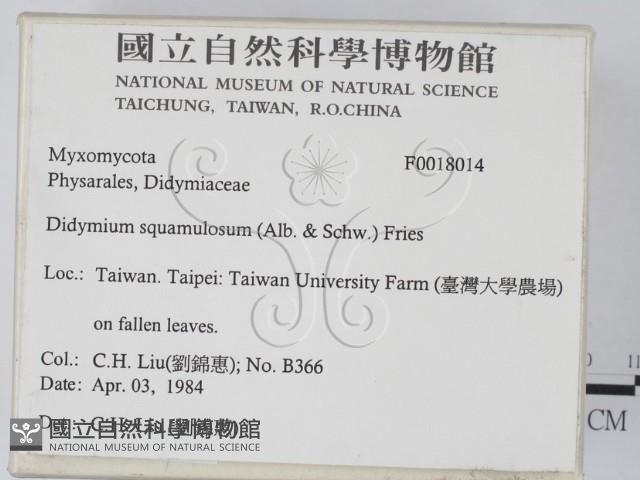 國立自然科學博物館
NATIONAL MUSEUM OF NATURAL SCIENCE
TAICHUNG, TAIWAN, R.O.CHINA
Myxomycota F0018014
Physarales, Didymiaceae
Didymium squamulosum (Alb. & Schw.) Fries
Loc.: Taiwan. Taipei: Taiwan University Farm (臺灣大學農場)
on fallen leaves.
Col.: C.H. Liu(劉錦惠); No. B366
Date: Apr. 03, 1984
國立自然科學博物館
NATIONAL MUSEUM OF NATURAL SCIENCE
CM